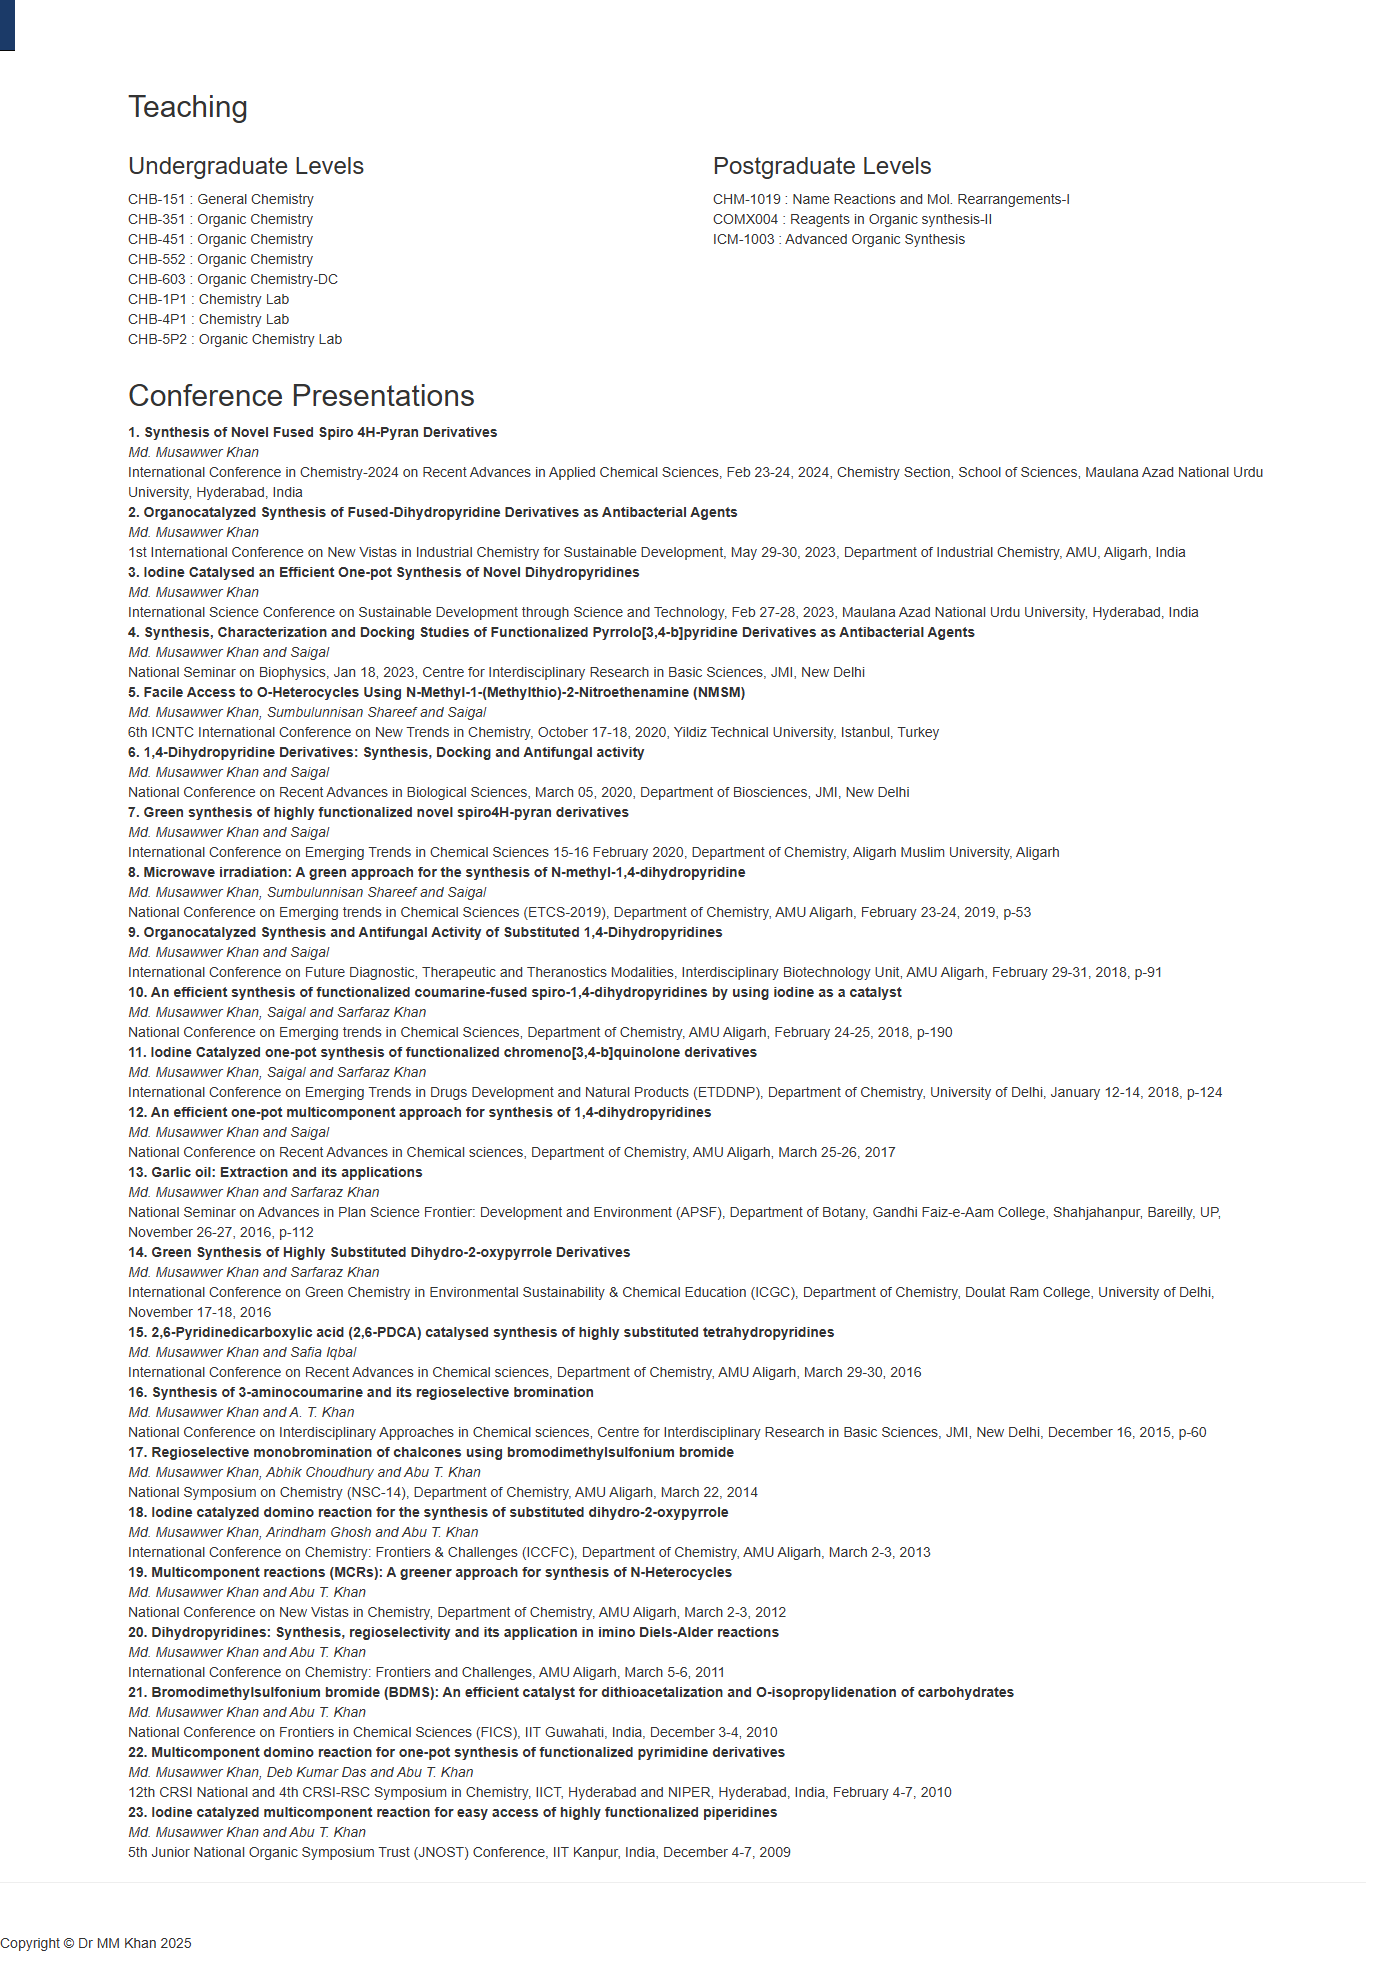 Teaching
Undergraduate Levels
CHB-151 : General Chemistry
CHB-351 : Organic Chemistry
CHB-451 : Organic Chemistry
CHB-552 : Organic Chemistry
CHB-603 : Organic Chemistry-DC
CHB-1P1 : Chemistry Lab
CHB-4P1 : Chemistry Lab
CHB-5P2 : Organic Chemistry Lab
Postgraduate Levels
CHM-1019 : Name Reactions and Mol. Rearrangements-I
COMX004 : Reagents in Organic synthesis-II
ICM-1003 : Advanced Organic Synthesis
Conference Presentations
1. Synthesis of Novel Fused Spiro 4H-Pyran Derivatives
Md. Musawwer Khan
International Conference in Chemistry-2024 on Recent Advances in Applied Chemical Sciences, Feb 23-24, 2024, Chemistry Section, School of Sciences, Maulana Azad National Urdu
University, Hyderabad, India
2. Organocatalyzed Synthesis of Fused-Dihydropyridine Derivatives as Antibacterial Agents
Md. Musawwer Khan
1st International Conference on New Vistas in Industrial Chemistry for Sustainable Development, May 29-30, 2023, Department of Industrial Chemistry, AMU, Aligarh, India
3. Iodine Catalysed an Efficient One-pot Synthesis of Novel Dihydropyridines
Md. Musawwer Khan
International Science Conference on Sustainable Development through Science and Technology, Feb 27-28, 2023, Maulana Azad National Urdu University, Hyderabad, India
4. Synthesis, Characterization and Docking Studies of Functionalized Pyrrolo[3,4-b]pyridine Derivatives as Antibacterial Agents
Md. Musawwer Khan and Saigal
National Seminar on Biophysics, Jan 18, 2023, Centre for Interdisciplinary Research in Basic Sciences, JMI, New Delhi
5. Facile Access to O-Heterocycles Using N-Methyl-1-(Methylthio)-2-Nitroethenamine (NMSM)
Md. Musawwer Khan, Sumbulunnisan Shareef and Saigal
6th ICNTC International Conference on New Trends in Chemistry, October 17-18, 2020, Yildiz Technical University, Istanbul, Turkey
6. 1,4-Dihydropyridine Derivatives: Synthesis, Docking and Antifungal activity
Md. Musawwer Khan and Saigal
National Conference on Recent Advances in Biological Sciences, March 05, 2020, Department of Biosciences, JMI, New Delhi
7. Green synthesis of highly functionalized novel spiro4H-pyran derivatives
Md. Musawwer Khan and Saigal
International Conference on Emerging Trends in Chemical Sciences 15-16 February 2020, Department of Chemistry, Aligarh Muslim University, Aligarh
8. Microwave irradiation: A green approach for the synthesis of N-methyl-1,4-dihydropyridine
Md. Musawwer Khan, Sumbulunnisan Shareef and Saigal
National Conference on Emerging trends in Chemical Sciences (ETCS-2019), Department of Chemistry, AMU Aligarh, February 23-24, 2019, p-53
9. Organocatalyzed Synthesis and Antifungal Activity of Substituted 1,4-Dihydropyridines
Md. Musawwer Khan and Saigal
International Conference on Future Diagnostic, Therapeutic and Theranostics Modalities, Interdisciplinary Biotechnology Unit, AMU Aligarh, February 29-31, 2018, p-91
10. An efficient synthesis of functionalized coumarine-fused spiro-1,4-dihydropyridines by using iodine as a catalyst
Md. Musawwer Khan, Saigal and Sarfaraz Khan
National Conference on Emerging trends in Chemical Sciences, Department of Chemistry, AMU Aligarh, February 24-25, 2018, p-190
11. Iodine Catalyzed one-pot synthesis of functionalized chromeno[3,4-b]quinolone derivatives
Md. Musawwer Khan, Saigal and Sarfaraz Khan
International Conference on Emerging Trends in Drugs Development and Natural Products (ETDDNP), Department of Chemistry, University of Delhi, January 12-14, 2018, p-124
12. An efficient one-pot multicomponent approach for synthesis of 1,4-dihydropyridines
Md. Musawwer Khan and Saigal
National Conference on Recent Advances in Chemical sciences, Department of Chemistry, AMU Aligarh, March 25-26, 2017
13. Garlic oil: Extraction and its applications
Md. Musawwer Khan and Sarfaraz Khan
National Seminar on Advances in Plan Science Frontier: Development and Environment (APSF), Department of Botany, Gandhi Faiz-e-Aam College, Shahjahanpur, Bareilly, UP,
November 26-27, 2016, p-112
14. Green Synthesis of Highly Substituted Dihydro-2-oxypyrrole Derivatives
Md. Musawwer Khan and Sarfaraz Khan
International Conference on Green Chemistry in Environmental Sustainability & Chemical Education (ICGC), Department of Chemistry, Doulat Ram College, University of Delhi,
November 17-18, 2016
15. 2,6-Pyridinedicarboxylic acid (2,6-PDCA) catalysed synthesis of highly substituted tetrahydropyridines
Md. Musawwer Khan and Safia Iqbal
International Conference on Recent Advances in Chemical sciences, Department of Chemistry, AMU Aligarh, March 29-30, 2016
16. Synthesis of 3-aminocoumarine and its regioselective bromination
Md. Musawwer Khan and A. T. Khan
National Conference on Interdisciplinary Approaches in Chemical sciences, Centre for Interdisciplinary Research in Basic Sciences, JMI, New Delhi, December 16, 2015, p-60
17. Regioselective monobromination of chalcones using bromodimethylsulfonium bromide
Md. Musawwer Khan, Abhik Choudhury and Abu T. Khan
National Symposium on Chemistry (NSC-14), Department of Chemistry, AMU Aligarh, March 22, 2014
18. Iodine catalyzed domino reaction for the synthesis of substituted dihydro-2-oxypyrrole
Md. Musawwer Khan, Arindham Ghosh and Abu T. Khan
International Conference on Chemistry: Frontiers & Challenges (ICCFC), Department of Chemistry, AMU Aligarh, March 2-3, 2013
19. Multicomponent reactions (MCRs): A greener approach for synthesis of N-Heterocycles
Md. Musawwer Khan and Abu T. Khan
National Conference on New Vistas in Chemistry, Department of Chemistry, AMU Aligarh, March 2-3, 2012
20. Dihydropyridines: Synthesis, regioselectivity and its application in imino Diels-Alder reactions
Md. Musawwer Khan and Abu T. Khan
International Conference on Chemistry: Frontiers and Challenges, AMU Aligarh, March 5-6, 2011
21. Bromodimethylsulfonium bromide (BDMS): An efficient catalyst for dithioacetalization and O-isopropylidenation of carbohydrates
Md. Musawwer Khan and Abu T. Khan
National Conference on Frontiers in Chemical Sciences (FICS), IIT Guwahati, India, December 3-4, 2010
22. Multicomponent domino reaction for one-pot synthesis of functionalized pyrimidine derivatives
Md. Musawwer Khan, Deb Kumar Das and Abu T. Khan
12th CRSI National and 4th CRSI-RSC Symposium in Chemistry, IICT, Hyderabad and NIPER, Hyderabad, India, February 4-7, 2010
23. Iodine catalyzed multicomponent reaction for easy access of highly functionalized piperidines
Md. Musawwer Khan and Abu T. Khan
5th Junior National Organic Symposium Trust (JNOST) Conference, IIT Kanpur, India, December 4-7, 2009
Copyright © Dr MM Khan 2025